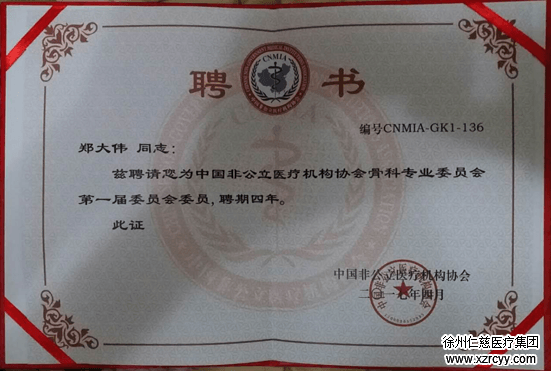 聘 书
CNMIA
编号CNMIA-GK1-136
郑大伟 同志:
兹聘请您为中国非公立医疗机构协会骨科专业委员会
第一届委员会委员,聘期四年。
此证
中国非公立医疗机构协会
二〇一七年四月
徐州仁慈医疗集团
www.xzrcyy.com